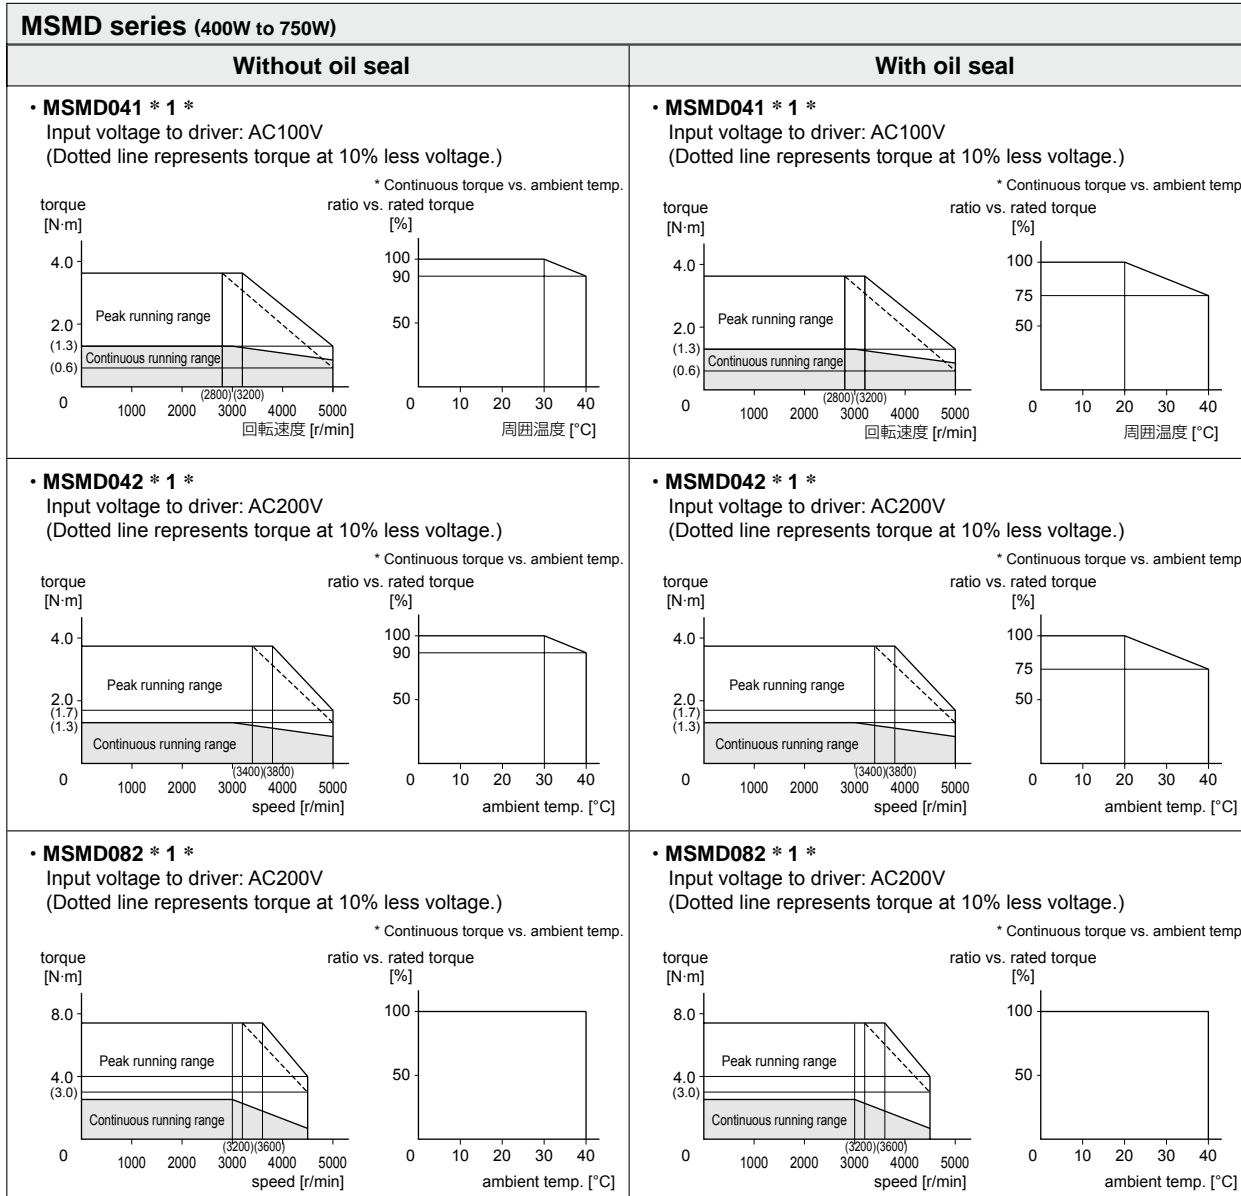 MSMD series (400W to 750W)
Without oil seal
With oil seal
・MSMD041 * 1 *
Input voltage to driver: AC100V
(Dotted line represents torque at 10% less voltage.)
* Continuous torque vs. ambient temp.
torque
[N·m]
ratio vs. rated torque
[%]
4.0
2.0
(1.3)
(0.6)
0
Peak running range
Continuous running range
(2800) (3200)
1000 2000 3000 4000 5000
回転速度 [r/min]
100
90
50
0 10 20 30 40
周囲温度 [°C]
・MSMD041 * 1 *
Input voltage to driver: AC100V
(Dotted line represents torque at 10% less voltage.)
* Continuous torque vs. ambient temp
torque
[N·m]
ratio vs. rated torque
[%]
4.0
2.0
(1.3)
(0.6)
0
Peak running range
Continuous running range
(2800) (3200)
1000 2000 3000 4000 5000
回転速度 [r/min]
100
75
50
0 10 20 30 40
周囲温度 [°C]
・MSMD042 * 1 *
Input voltage to driver: AC200V
(Dotted line represents torque at 10% less voltage.)
* Continuous torque vs. ambient temp.
torque
[N·m]
ratio vs. rated torque
[%]
4.0
2.0
(1.7)
(1.3)
0
Peak running range
Continuous running range
(3400)(3800)
1000 2000 3000 4000 5000
speed [r/min]
100
90
50
0 10 20 30 40
ambient temp. [°C]
・MSMD042 * 1 *
Input voltage to driver: AC200V
(Dotted line represents torque at 10% less voltage.)
* Continuous torque vs. ambient temp
torque
[N·m]
ratio vs. rated torque
[%]
4.0
2.0
(1.7)
(1.3)
0
Peak running range
Continuous running range
(3400)(3800)
1000 2000 3000 4000 5000
speed [r/min]
100
75
50
0 10 20 30 40
ambient temp. [°C]
・MSMD082 * 1 *
Input voltage to driver: AC200V
(Dotted line represents torque at 10% less voltage.)
* Continuous torque vs. ambient temp.
torque
[N·m]
ratio vs. rated torque
[%]
8.0
4.0
(3.0)
0
Peak running range
Continuous running range
(3200)(3600)
1000 2000 3000 4000 5000
speed [r/min]
100
50
0 10 20 30 40
ambient temp. [°C]
・MSMD082 * 1 *
Input voltage to driver: AC200V
(Dotted line represents torque at 10% less voltage.)
* Continuous torque vs. ambient temp
torque
[N·m]
ratio vs. rated torque
[%]
8.0
4.0
(3.0)
0
Peak running range
Continuous running range
(3200)(3600)
1000 2000 3000 4000 5000
speed [r/min]
100
50
0 10 20 30 40
ambient temp. [°C]